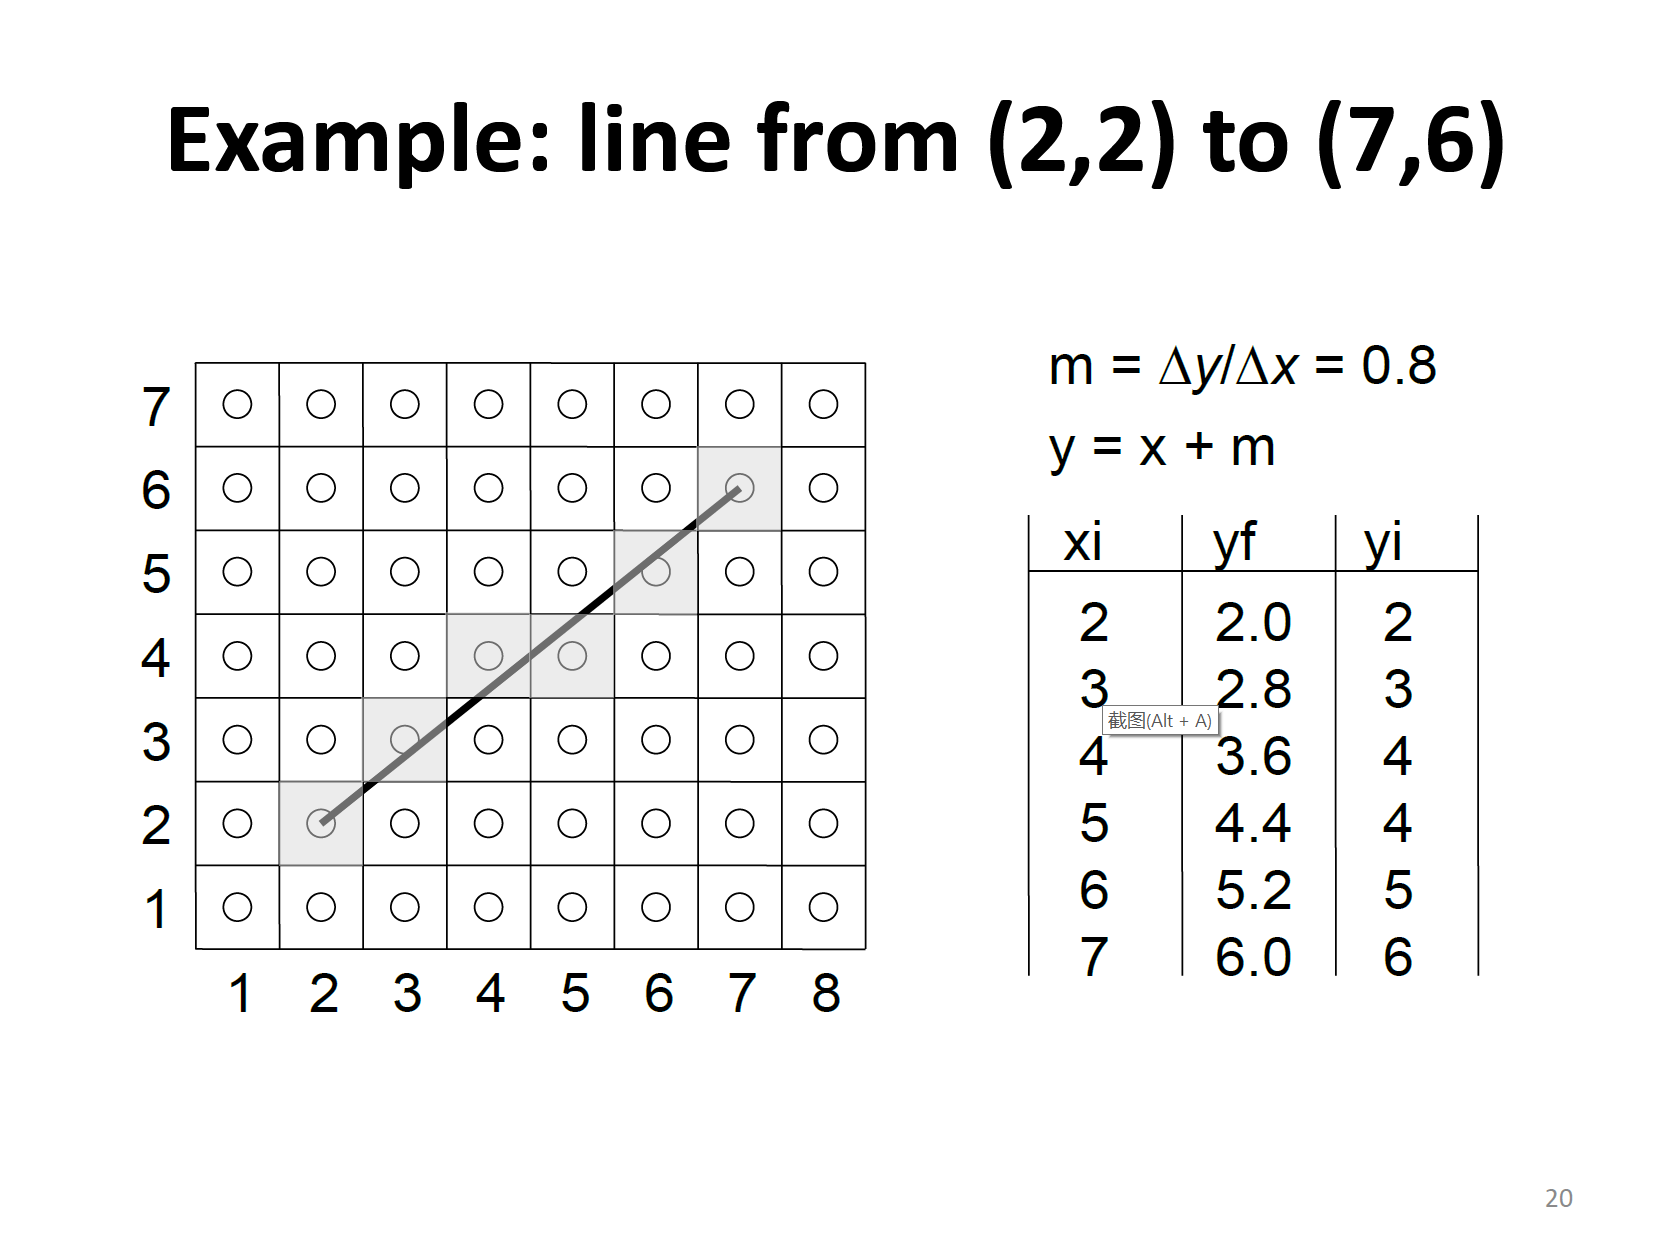 Example: line from (2,2) to (7,6)
m = Δy/Δx = 0.8
y = x + m
7
6
5
4
3
2
1
1 2 3 4 5 6 7 8
xi yf yi
2 2.0 2
3 2.8 3
截图(Alt + A)
4 3.6 4
5 4.4 4
6 5.2 5
7 6.0 6
20